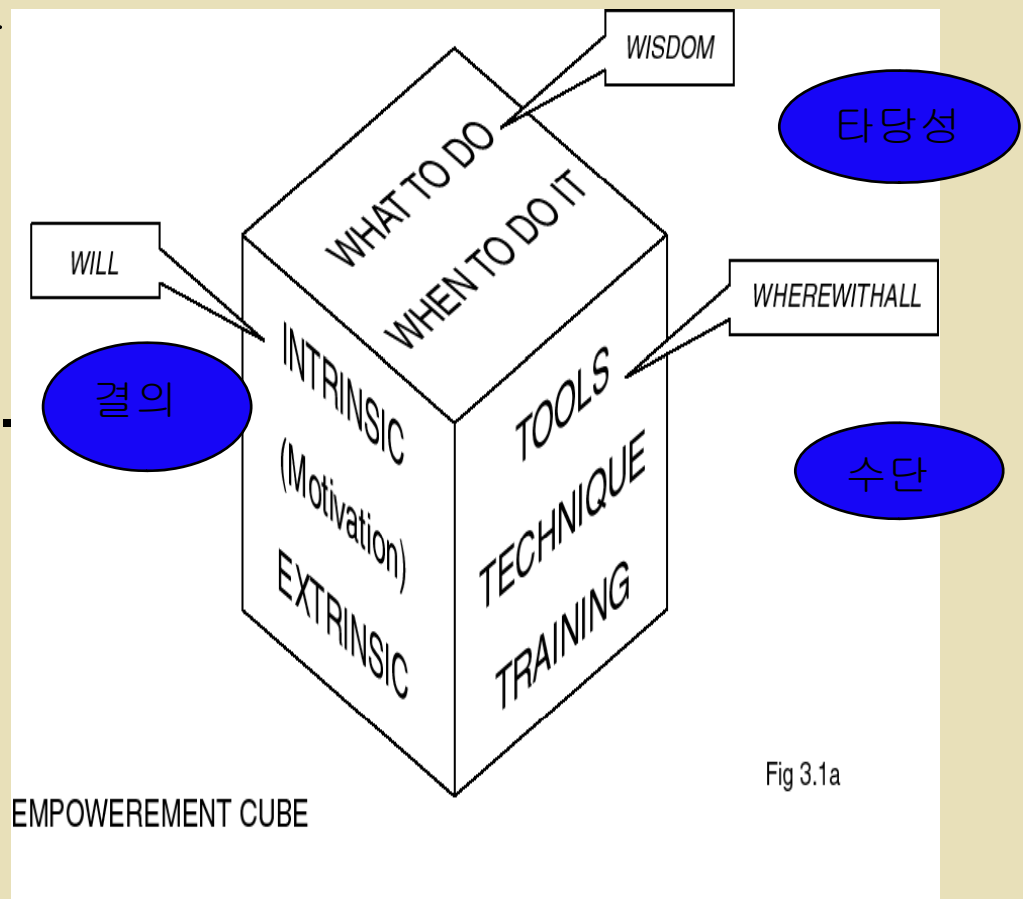 WISDOM
타당성
WHAT TO DO
WHEN TO DO IT
WILL
WHEREWITHALL
결의
INTRINSIC
(Motivation)
EXTRINSIC
TOOLS
TECHNIQUE
TRAINING
수단
Fig 3.1a
EMPOWEREMENT CUBE